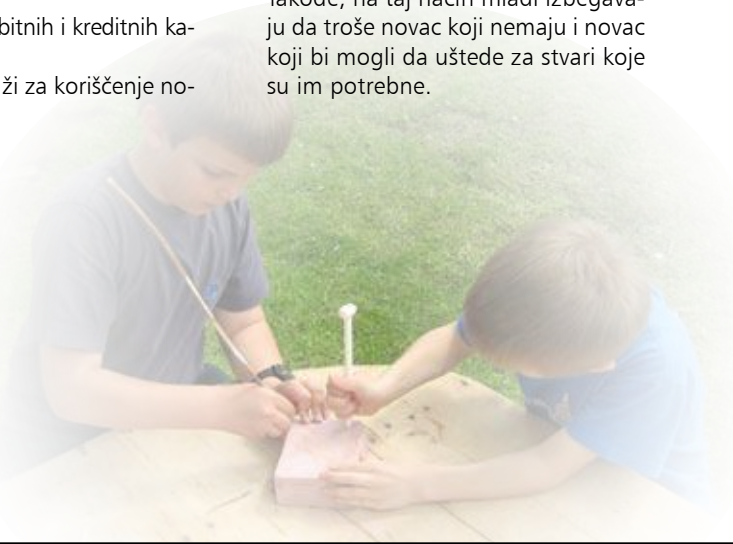 bitnih i kreditnih ka-
ži za koriščenje no-
ju da troše novac koji nemaju i novac
koji bi mogli da uštede za stvari koje
su im potrebne.